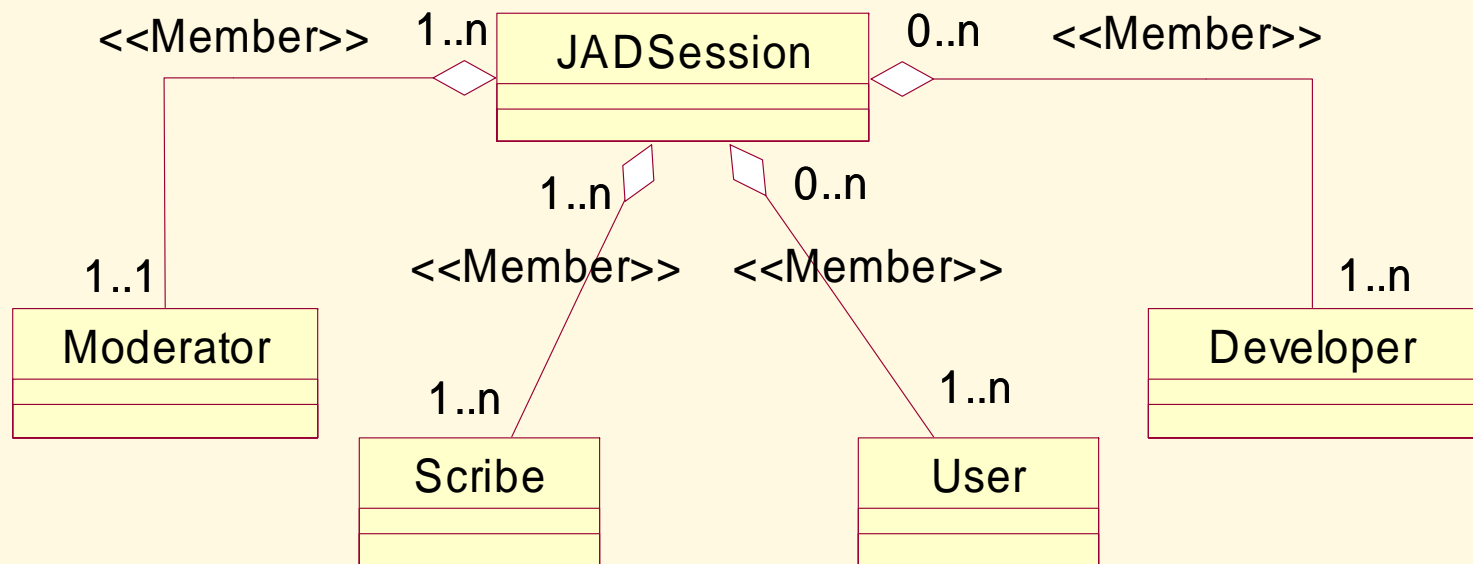 <<Member>> 1..n JADSession 0..n <<Member>>
1..n 0..n
<<Member>> <<Member>>
1..1 1..n
Moderator Developer
1..n 1..n
Scribe User